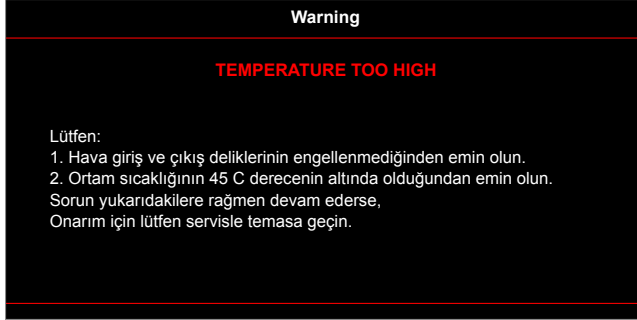 Warning
TEMPERATURE TOO HIGH
Lütfen:
1. Hava giriş ve çıkış deliklerinin engellenmediğinden emin olun.
2. Ortam sıcaklığının 45 C derecenin altında olduğundan emin olun.
Sorun yukarıdakilere rağmen devam ederse,
Onarım için lütfen servisle temasa geçin.